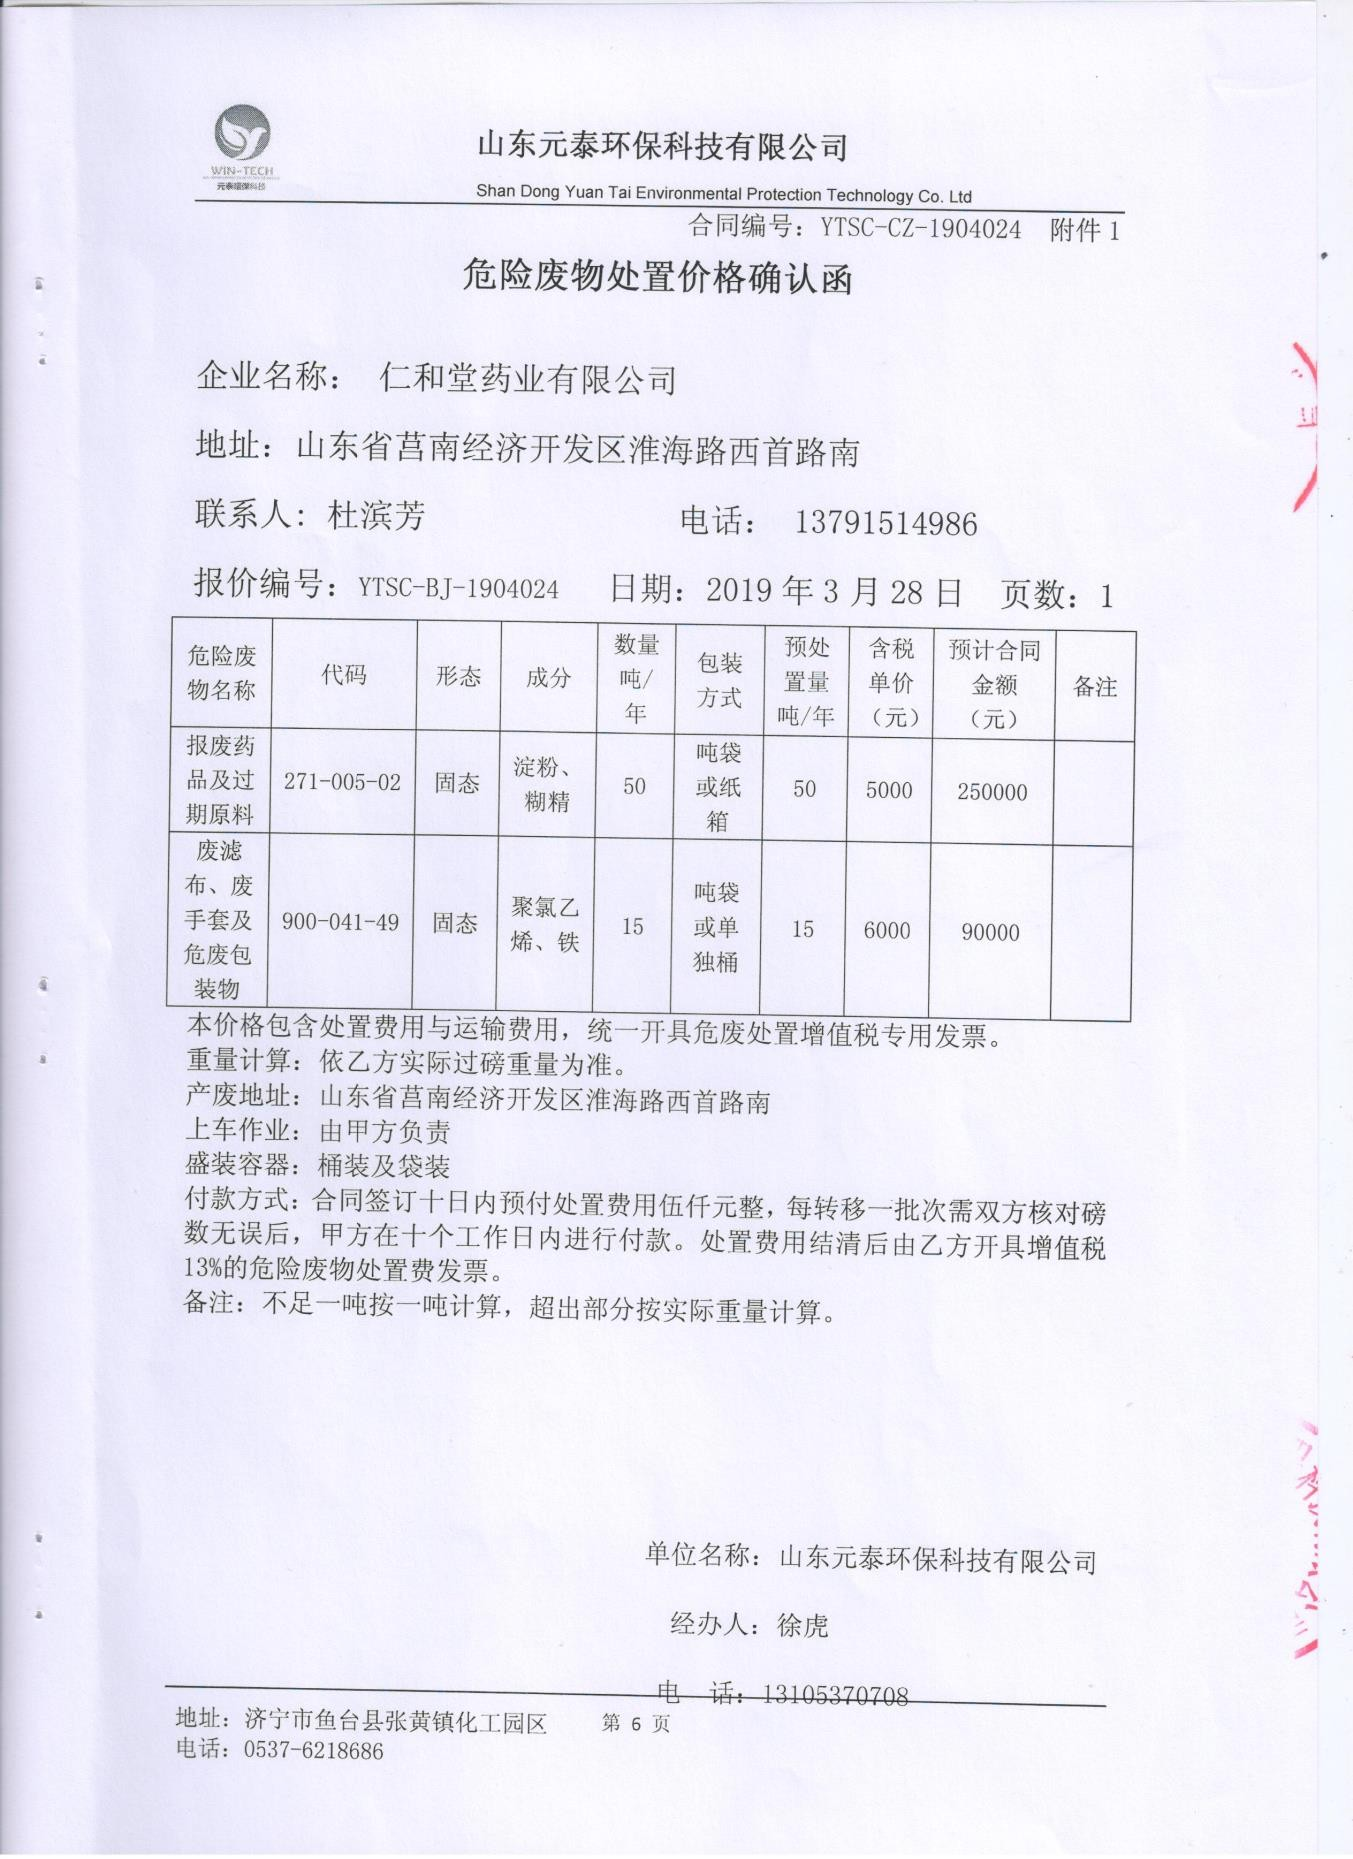 WIN-TECH
元泰环保科技
山东元泰环保科技有限公司
Shan Dong Yuan Tai Environmental Protection Technology Co. Ltd
合同编号：YTSC-CZ-1904024 附件 1
危险废物处置价格确认函
企业名称： 仁和堂药业有限公司
地址：山东省莒南经济开发区淮海路西首路南
联系人：杜滨芳 电话： 13791514986
报价编号：YTSC-BJ-1904024 日期：2019 年 3 月 28 日 页数：1
危险废物名称 代码 形态 成分 数量吨/年 包装方式 预处置量吨/年 含税单价（元） 预计合同金额（元） 备注
报废药品及过期原料 271-005-02 固态 淀粉、糊精 50 吨袋或纸箱 50 5000 250000
废滤布、废手套及危废包装物 900-041-49 固态 聚氯乙烯、铁 15 吨袋或单独桶 15 6000 90000
本价格包含处置费用与运输费用，统一开具危废处置增值税专用发票。
重量计算：依乙方实际过磅重量为准。
产废地址：山东省莒南经济开发区淮海路西首路南
上车作业：由甲方负责
盛装容器：桶装及袋装
付款方式：合同签订十日内预付处置费用伍仟元整，每转移一批次需双方核对磅
数无误后，甲方在十个工作日内进行付款。处置费用结清后由乙方开具增值税
13%的危险废物处置费发票。
备注：不足一吨按一吨计算，超出部分按实际重量计算。
单位名称：山东元泰环保科技有限公司
经办人：徐虎
电 话：13105370708
地址：济宁市鱼台县张黄镇化工园区 第 6 页
电话：0537-6218686